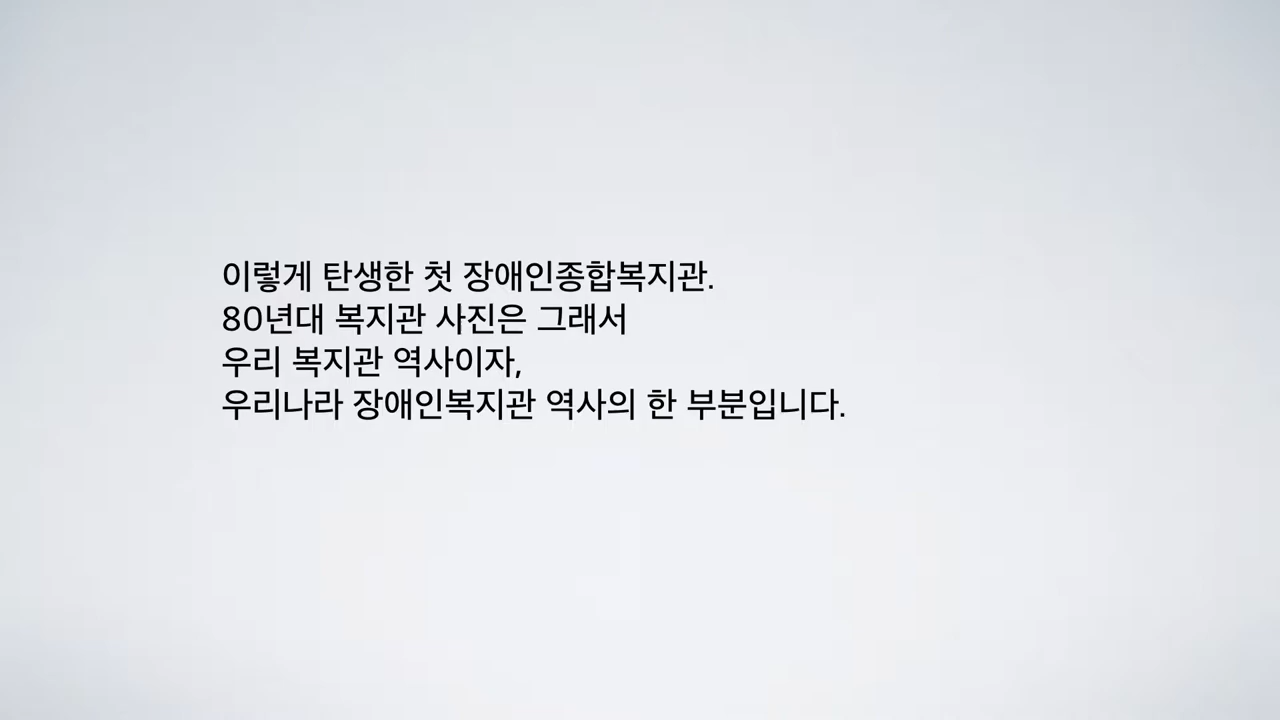 이렇게 탄생한 첫 장애인종합복지관.
80년대 복지관 사진은 그래서
우리 복지관 역사이자,
우리나라 장애인복지관 역사의 한 부분입니다.